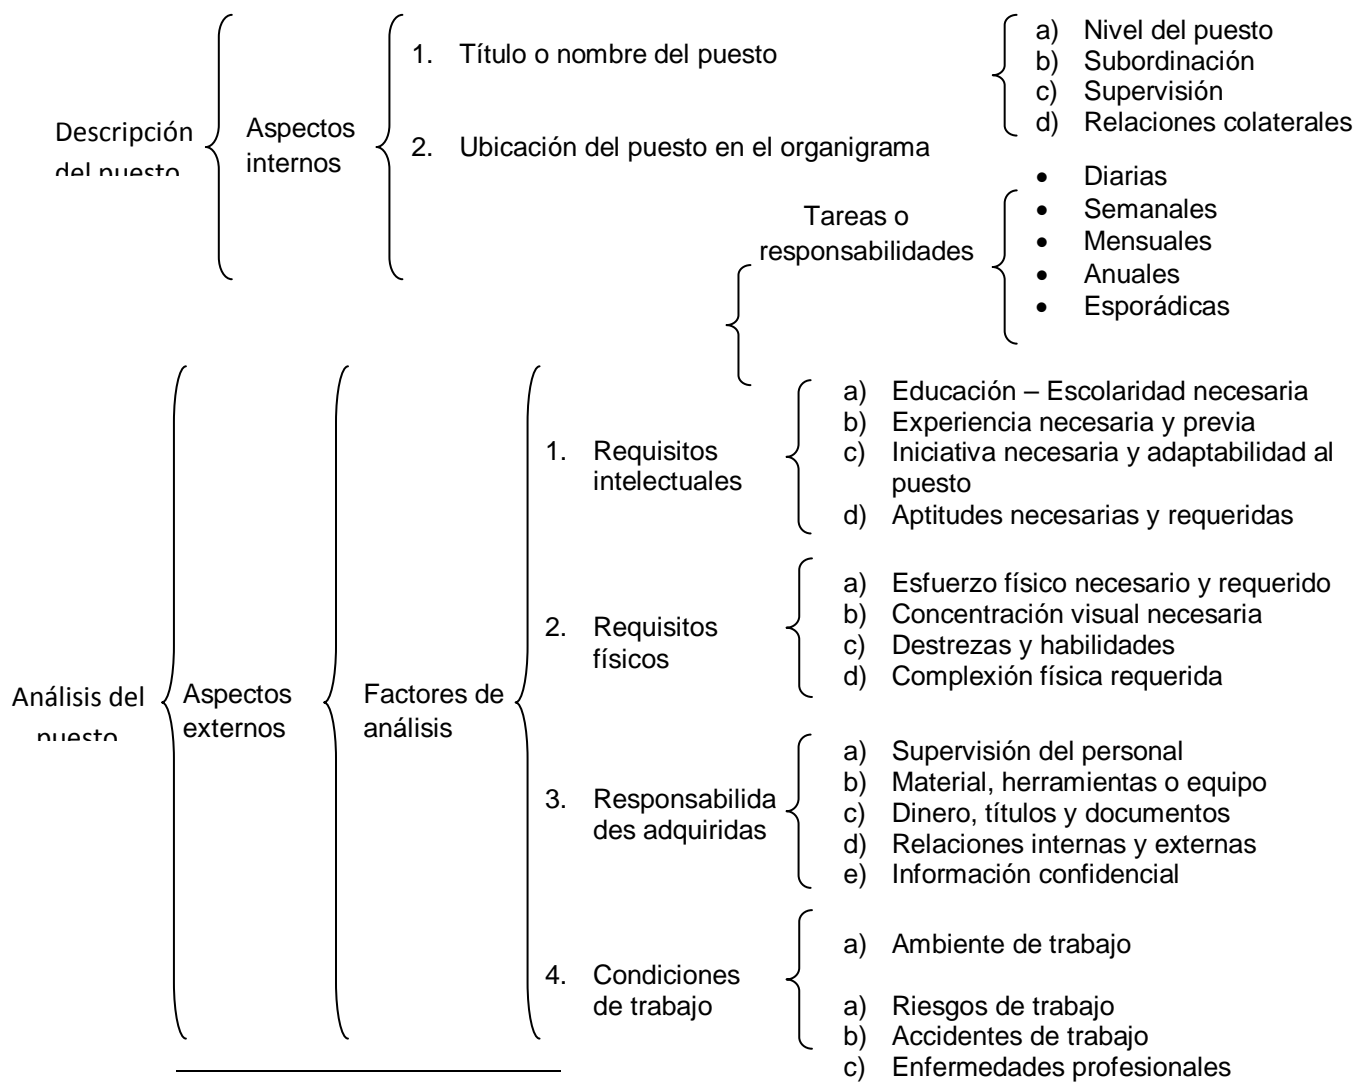 Descripción
del puesto
Aspectos
internos
1. Título o nombre del puesto
2. Ubicación del puesto en el organigrama
a) Nivel del puesto
b) Subordinación
c) Supervisión
d) Relaciones colaterales
Tareas o
responsabilidades
• Diarias
• Semanales
• Mensuales
• Anuales
• Esporádicas
Análisis del
puesto
Aspectos
externos
Factores de
análisis
1. Requisitos
intelectuales
a) Educación – Escolaridad necesaria
b) Experiencia necesaria y previa
c) Iniciativa necesaria y adaptabilidad al
puesto
d) Aptitudes necesarias y requeridas
2. Requisitos
físicos
a) Esfuerzo físico necesario y requerido
b) Concentración visual necesaria
c) Destrezas y habilidades
d) Complexión física requerida
3. Responsabilida
des adquiridas
a) Supervisión del personal
b) Material, herramientas o equipo
c) Dinero, títulos y documentos
d) Relaciones internas y externas
e) Información confidencial
4. Condiciones
de trabajo
a) Ambiente de trabajo
a) Riesgos de trabajo
b) Accidentes de trabajo
c) Enfermedades profesionales